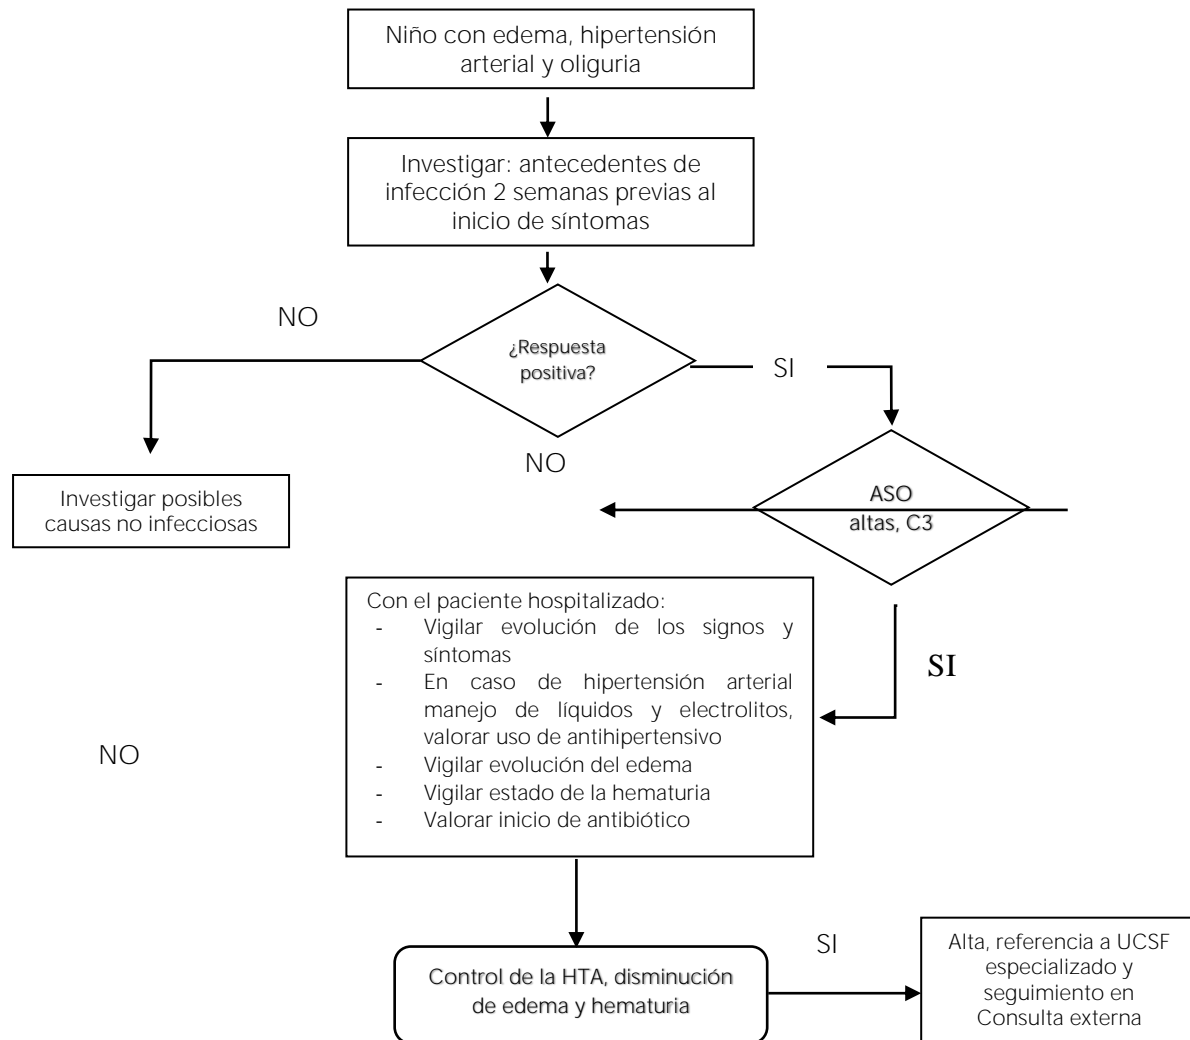 Niño con edema, hipertensión
arterial y oliguria
Investigar: antecedentes de
infección 2 semanas previas al
inicio de síntomas
NO
¿Respuesta
positiva?
SI
NO
Investigar posibles
causas no infecciosas
ASO
altas, C3
Con el paciente hospitalizado:
- Vigilar evolución de los signos y
síntomas
- En caso de hipertensión arterial
manejo de líquidos y electrolitos,
valorar uso de antihipertensivo
- Vigilar evolución del edema
- Vigilar estado de la hematuria
- Valorar inicio de antibiótico
SI
NO
Control de la HTA, disminución
de edema y hematuria
SI
Alta, referencia a UCSF
especializado y
seguimiento en
Consulta externa